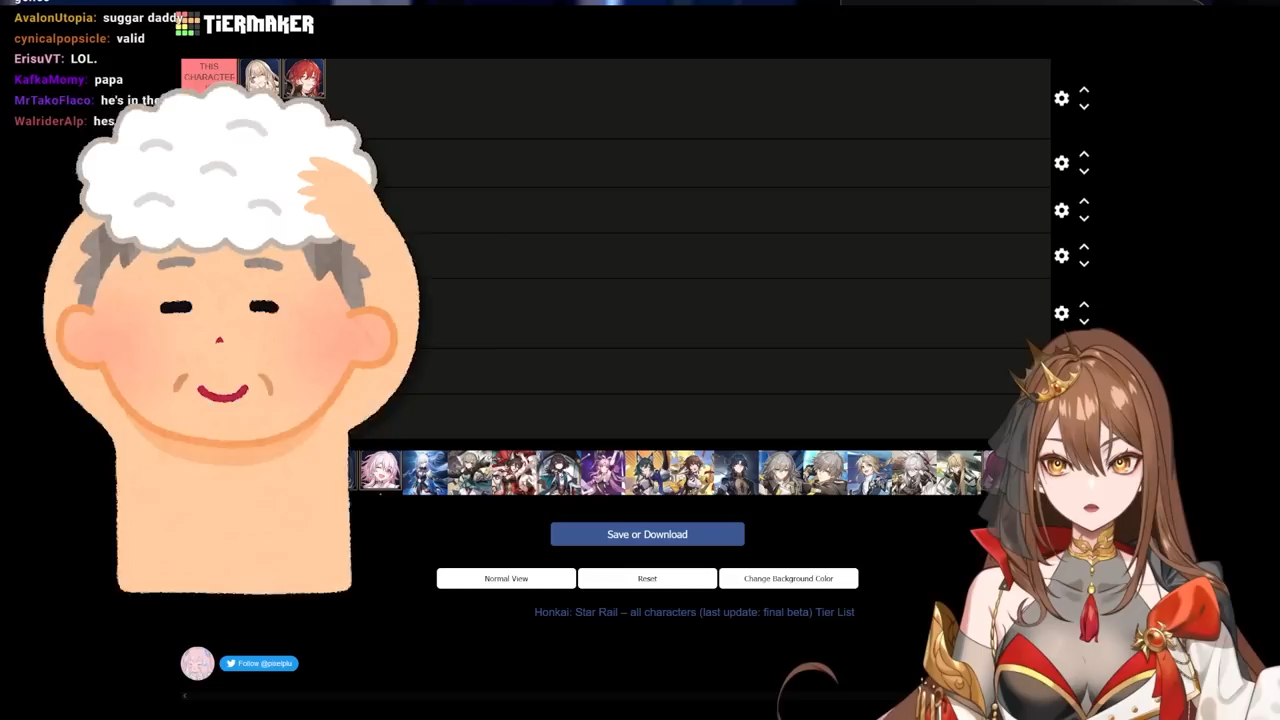 AvalonUtopia: suggar daddy
TiERMAKER
cynicalpopsicle: valid
ErisuVT: LOL.
THIS
CHARACTER
KafkaMomy: papa
MrTakoFlaco: he's in the
WalriderAlp: hes
Save or Download
Normal View
Reset
Change Background Color
Honkai: Star Rail – all characters (last update: final beta) Tier List
Follow @pixelplu